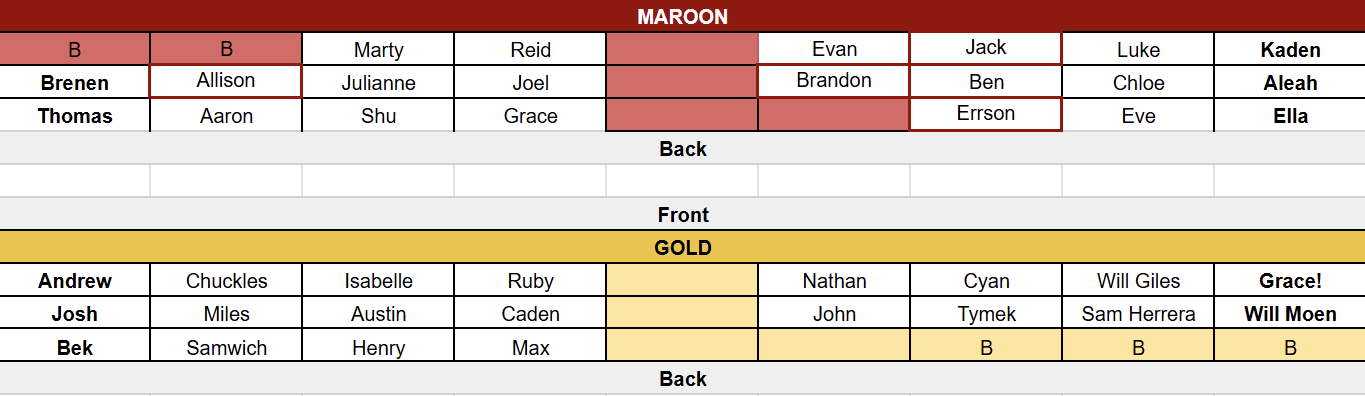 MAROON
B B Marty Reid Evan Jack Luke Kaden
Brenen Allison Julianne Joel Brandon Ben Chloe Aleah
Thomas Aaron Shu Grace Errson Eve Ella
Back
Front
GOLD
Andrew Chuckles Isabelle Ruby Nathan Cyan Will Giles Grace!
Josh Miles Austin Caden John Tymek Sam Herrera Will Moen
Bek Samwich Henry Max B B B
Back